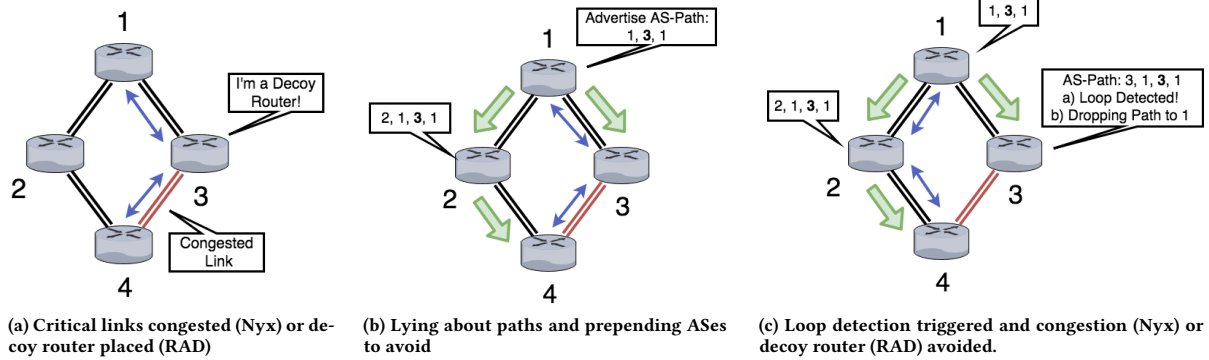 1
I'm a Decoy
Router!
2
3
Congested
Link
4
(a) Critical links congested (Nyx) or de-
coy router placed (RAD)
Advertise AS-Path:
1, 3, 1
1
2, 1, 3, 1
2
3
4
(b) Lying about paths and prepending ASes
to avoid
1, 3, 1
1
AS-Path: 3, 1, 3, 1
a) Loop Detected!
b) Dropping Path to 1
2, 1, 3, 1
2
3
4
(c) Loop detection triggered and congestion (Nyx) or
decoy router (RAD) avoided.